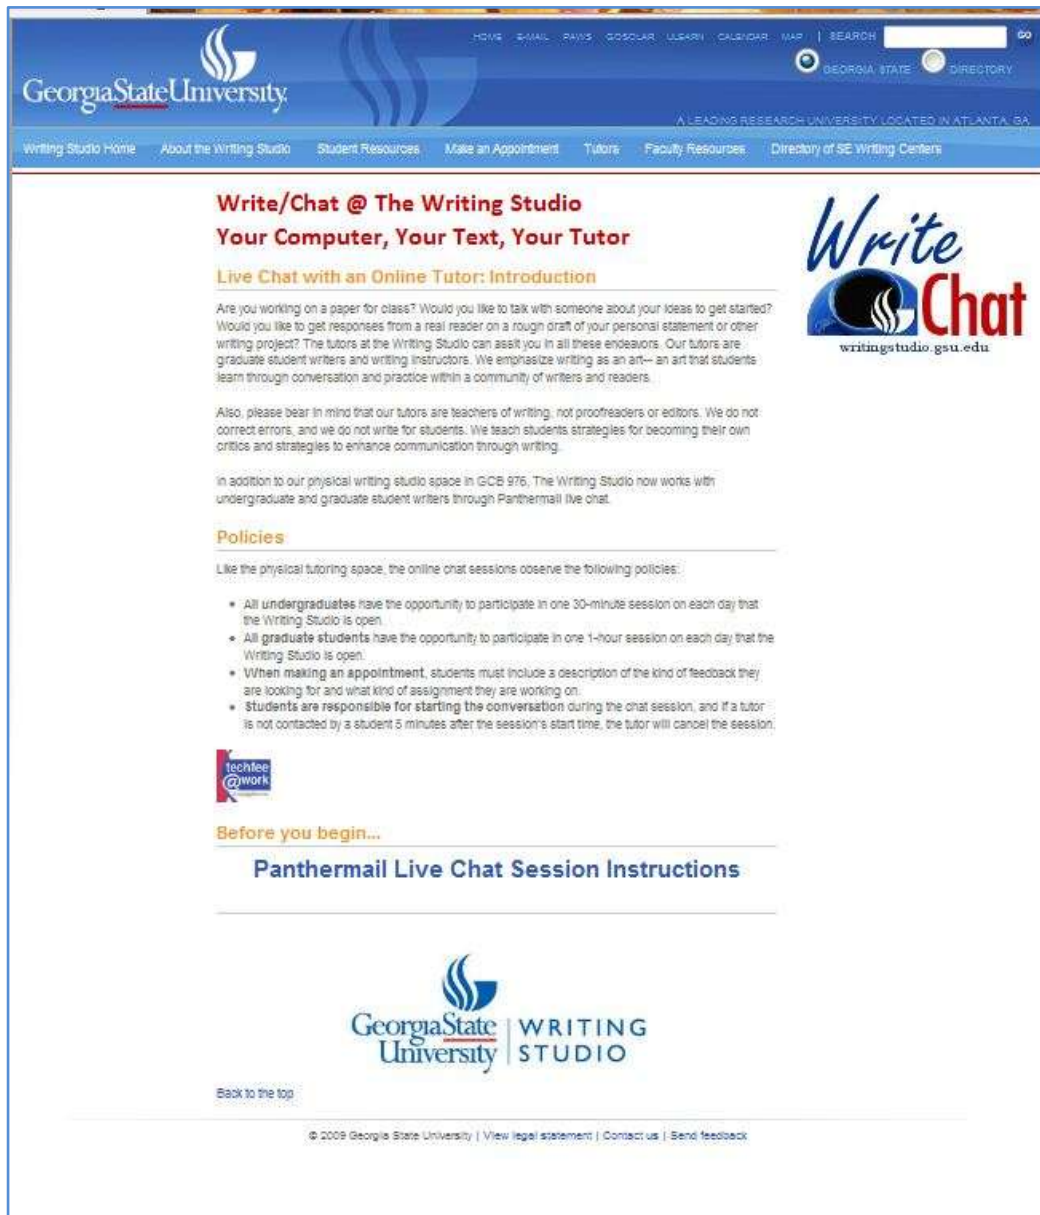 HOME E-MAIL PAWS GOSOLAR ULEARN CALENDAR MAP | SEARCH GO
GEORGIA STATE DIRECTORY
GeorgiaStateUniversity
A LEADING RESEARCH UNIVERSITY LOCATED IN ATLANTA, GA
Writing Studio Home About the Writing Studio Student Resources Make an Appointment Tutors Faculty Resources Directory of SE Writing Centers
Write/Chat @ The Writing Studio
Your Computer, Your Text, Your Tutor
Write
Chat
writingstudio.gsu.edu
Live Chat with an Online Tutor: Introduction
Are you working on a paper for class? Would you like to talk with someone about your ideas to get started?
Would you like to get responses from a real reader on a rough draft of your personal statement or other
writing project? The tutors at the Writing Studio can assit you in all these endeavors. Our tutors are
graduate student writers and writing instructors. We emphasize writing as an art— an art that students
learn through conversation and practice within a community of writers and readers.
Also, please bear in mind that our tutors are teachers of writing, not proofreaders or editors. We do not
correct errors, and we do not write for students. We teach students strategies for becoming their own
critics and strategies to enhance communication through writing.
In addition to our physical writing studio space in GCB 976, The Writing Studio now works with
undergraduate and graduate student writers through Panthermail live chat.
Policies
Like the physical tutoring space, the online chat sessions observe the following policies:
• All undergraduates have the opportunity to participate in one 30-minute session on each day that
the Writing Studio is open.
• All graduate students have the opportunity to participate in one 1-hour session on each day that the
Writing Studio is open.
• When making an appointment, students must include a description of the kind of feedback they
are looking for and what kind of assignment they are working on.
• Students are responsible for starting the conversation during the chat session, and if a tutor
is not contacted by a student 5 minutes after the session's start time, the tutor will cancel the session.
techfee
@work
Before you begin...
Panthermail Live Chat Session Instructions
GeorgiaState
University
WRITING
STUDIO
Back to the top
© 2009 Georgia State University | View legal statement | Contact us | Send feedback